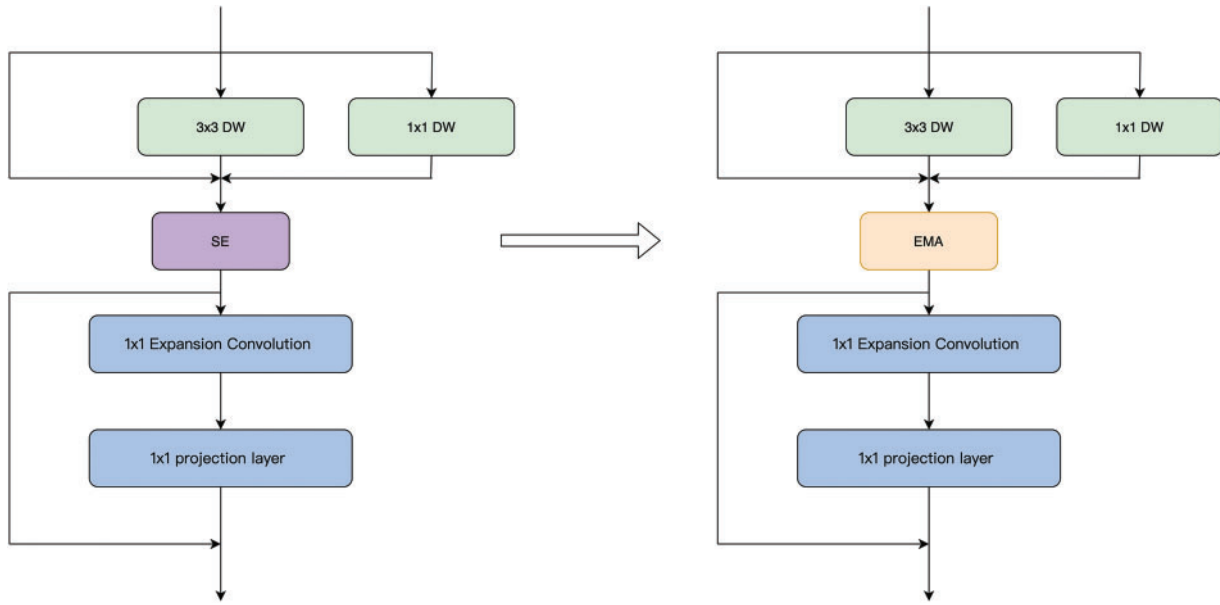 3x3 DW
1x1 DW
SE
1x1 Expansion Convolution
1x1 projection layer
3x3 DW
1x1 DW
EMA
1x1 Expansion Convolution
1x1 projection layer